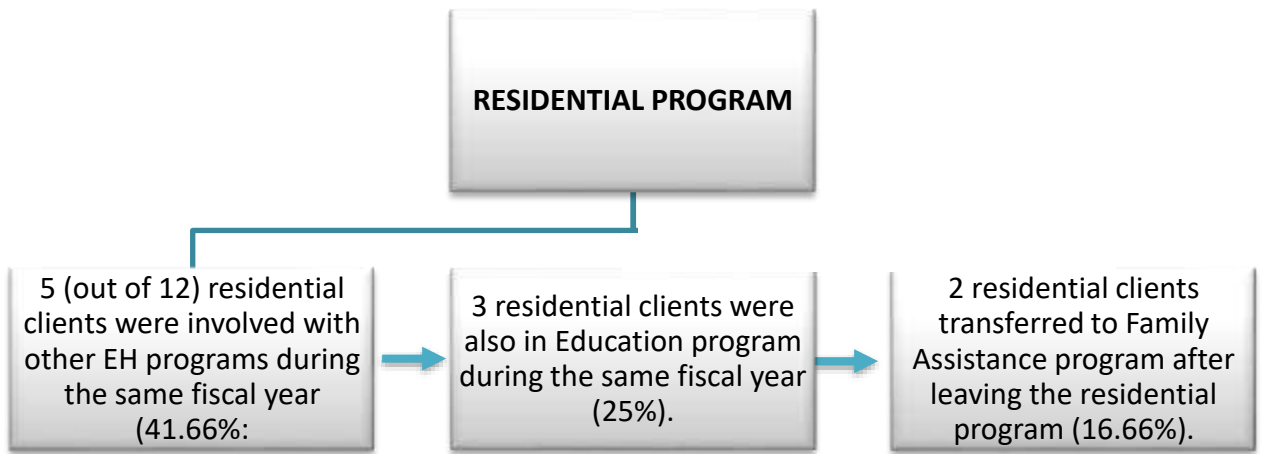 RESIDENTIAL PROGRAM
5 (out of 12) residential
clients were involved with
other EH programs during
the same fiscal year
(41.66%:
3 residential clients were
also in Education program
during the same fiscal year
(25%).
2 residential clients
transferred to Family
Assistance program after
leaving the residential
program (16.66%).